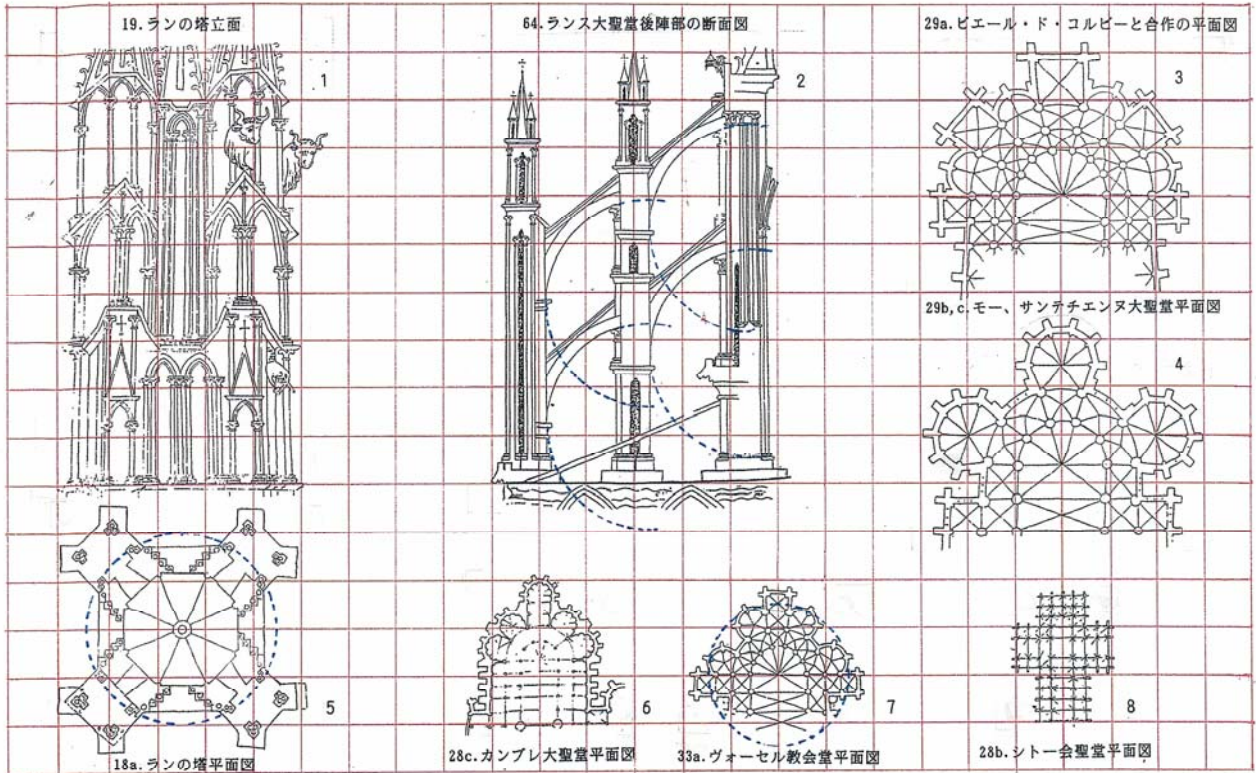 19.ランの塔立面
64.ランス大聖堂後陣部の断面図
29a.ピエール・ド・コルビーと合作の平面図
1
2
3
29b,c.モー、サンテチエンヌ大聖堂平面図
4
5
6
7
8
18a.ランの塔平面図
28c.カンブレ大聖堂平面図
33a.ヴォーセル教会堂平面図
28b.シトー会聖堂平面図